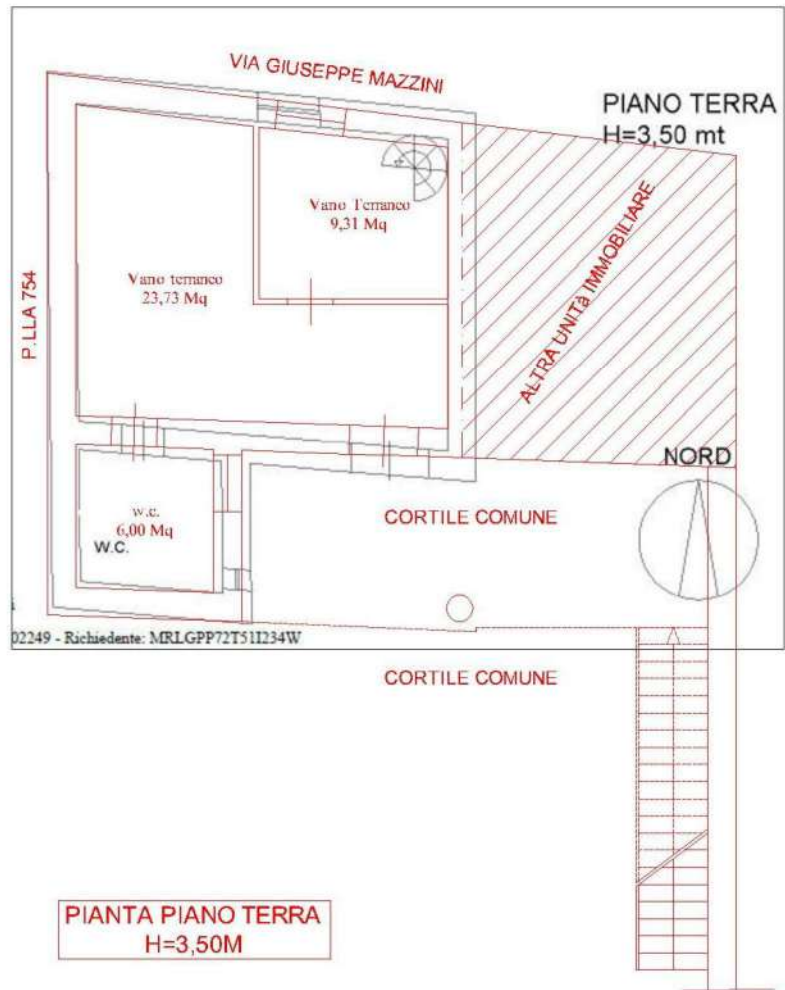 VIA GIUSEPPE MAZZINI
PIANO TERRA
H=3,50 mt
Vano Terraneo
9,31 Mq
Vano terraneo
23,73 Mq
P.LLA 754
ALTRA UNITà IMMOBILIARE
NORD
CORTILE COMUNE
w.c.
6,00 Mq
W.C.
02249 - Richiedente: MRLGPP72T51I234W
CORTILE COMUNE
PIANTA PIANO TERRA
H=3,50M